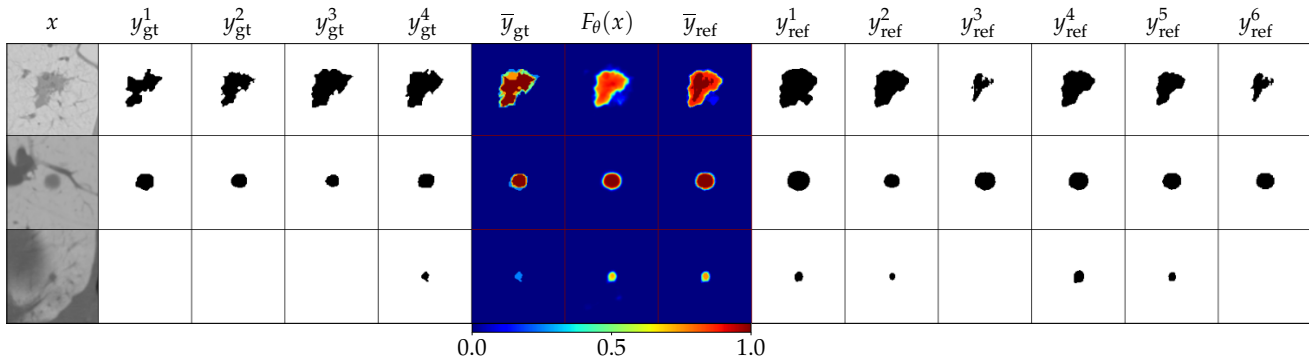 x y¹gt y²gt y³gt y⁴gt ȳgt Fθ(x) ȳref y¹ref y²ref y³ref y⁴ref y⁵ref y⁶ref
0.0 0.5 1.0